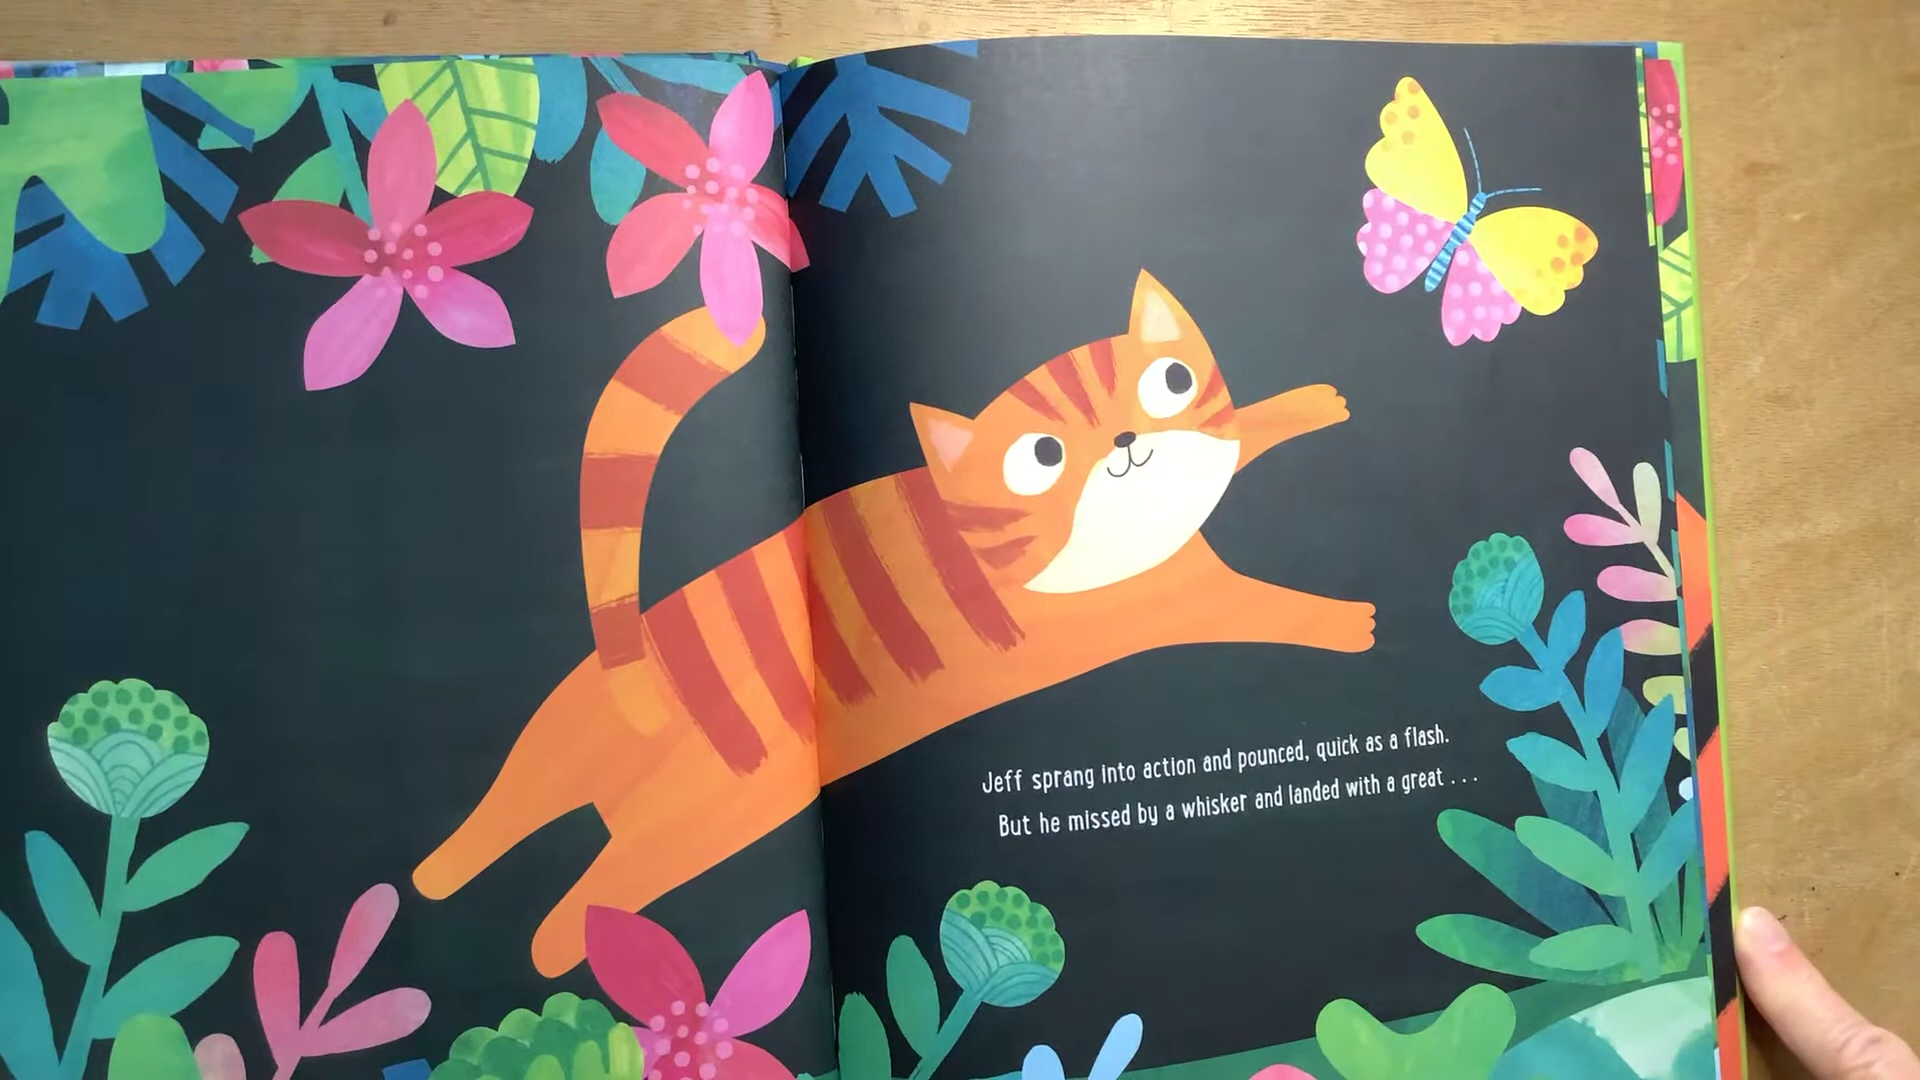 Jeff sprang into action and pounced, quick as a flash.
But he missed by a whisker and landed with a great . . .